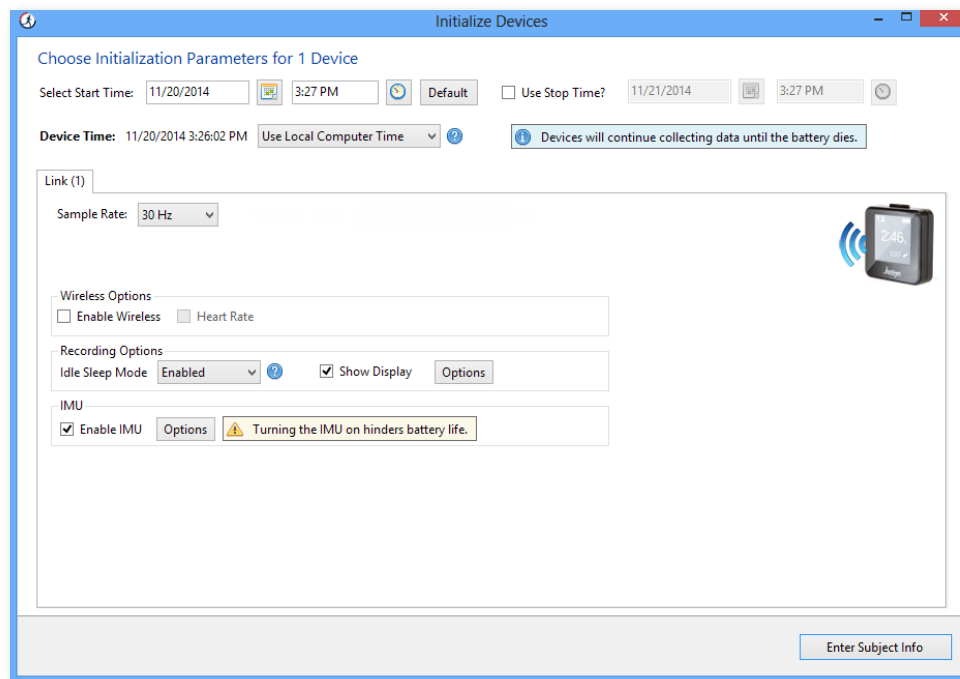 Initialize Devices
Choose Initialization Parameters for 1 Device
Select Start Time: 11/20/2014 3:27 PM Default Use Stop Time? 11/21/2014 3:27 PM
Device Time: 11/20/2014 3:26:02 PM Use Local Computer Time Devices will continue collecting data until the battery dies.
Link (1)
Sample Rate: 30 Hz
2:46
Wireless Options
Enable Wireless Heart Rate
Recording Options
Idle Sleep Mode Enabled Show Display Options
IMU
Enable IMU Options Turning the IMU on hinders battery life.
Enter Subject Info